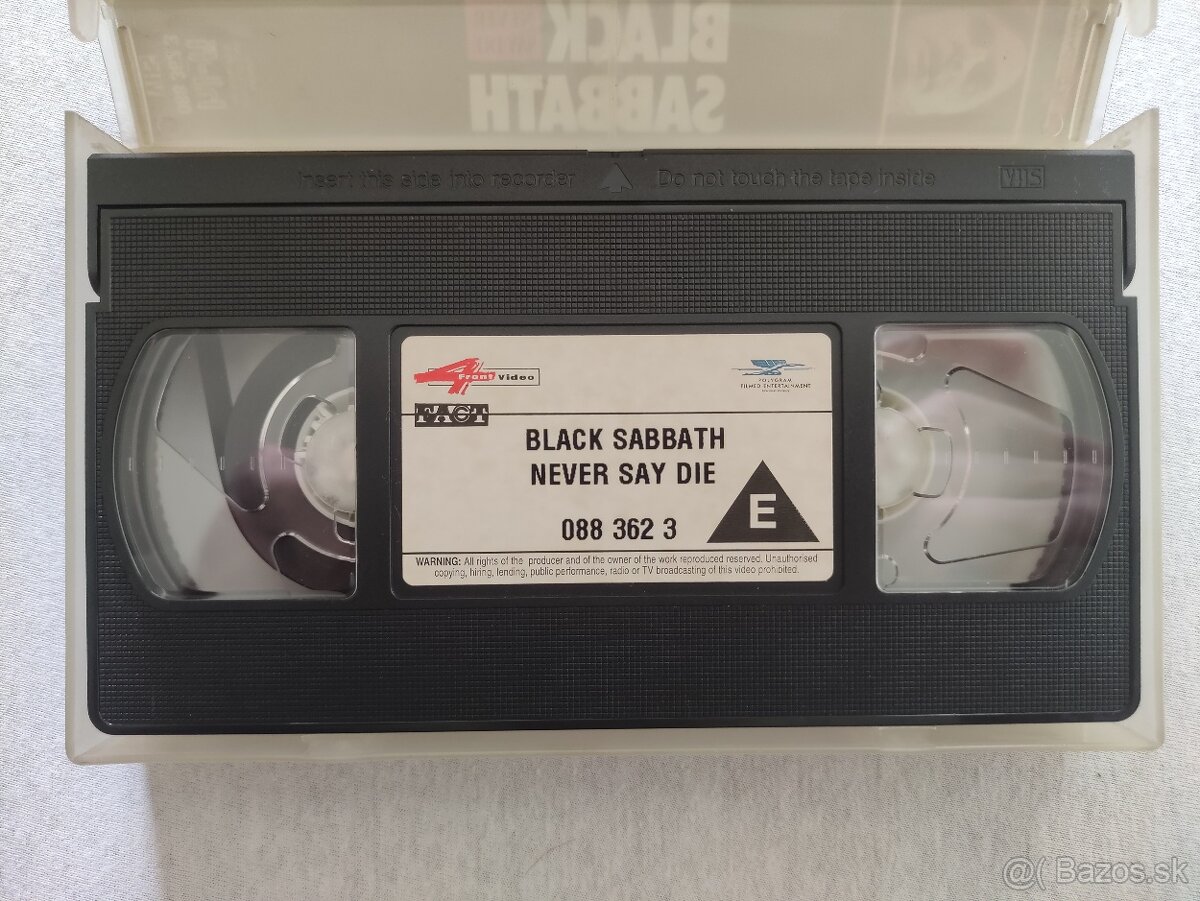 BLACK
SABBATH
Insert this side into recorder Do not touch the tape inside VHS
4 Front Video
POLYGRAM
FILMED ENTERTAINMENT
FACT
BLACK SABBATH
NEVER SAY DIE
088 362 3
E
WARNING: All rights of the producer and of the owner of the work reproduced reserved. Unauthorised
copying, hiring, lending, public performance, radio or TV broadcasting of this video prohibited.
@( Bazos.sk